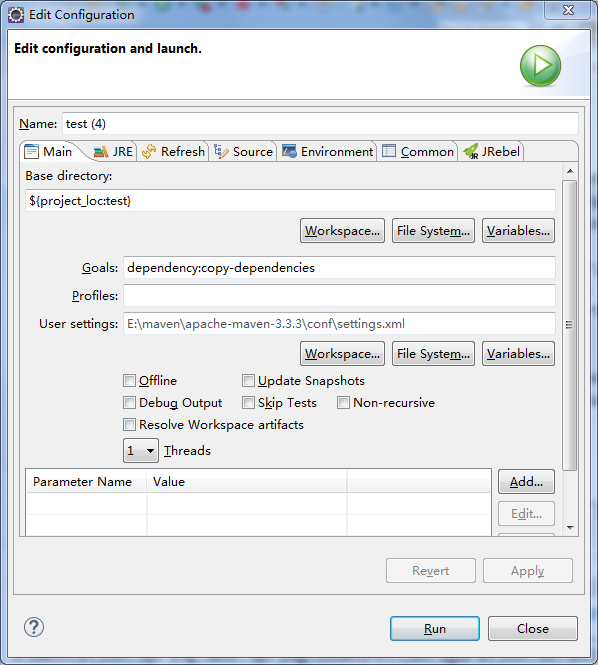 Edit Configuration
Edit configuration and launch.
Name: test (4)
Main JRE Refresh Source Environment Common JRebel
Base directory:
${project_loc:test}
Workspace... File System... Variables...
Goals: dependency:copy-dependencies
Profiles:
User settings: E:\maven\apache-maven-3.3.3\conf\settings.xml
Workspace... File System... Variables...
Offline Update Snapshots
Debug Output Skip Tests Non-recursive
Resolve Workspace artifacts
1 Threads
Parameter Name Value Add...
Edit...
Revert Apply
? Run Close